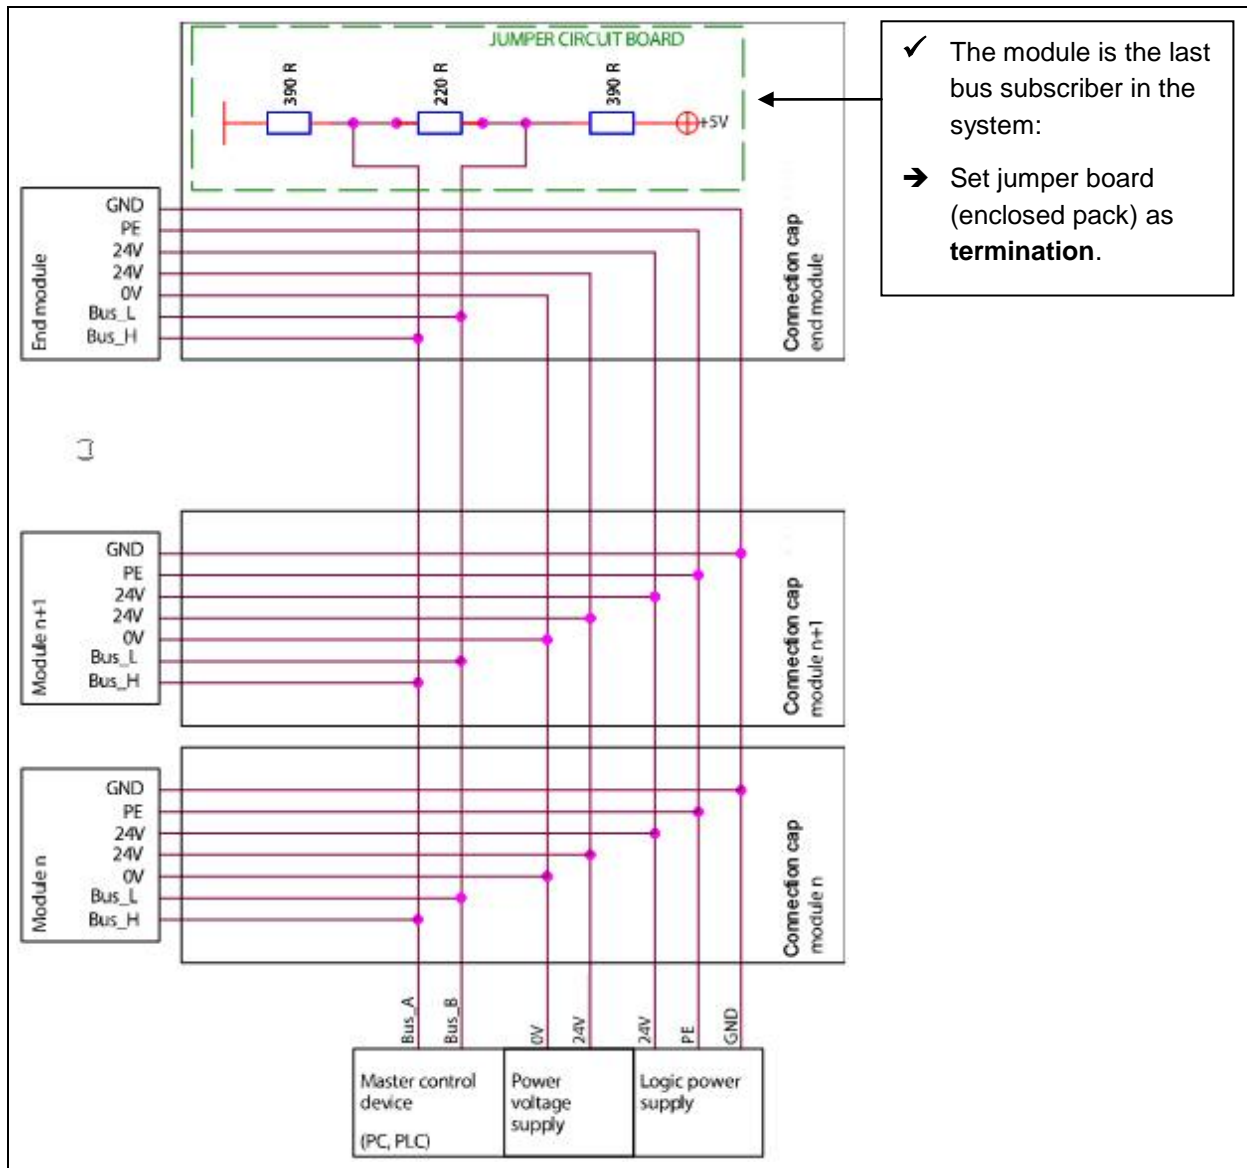 JUMPER CIRCUIT BOARD
390 R
220 R
390 R
+5V
✓ The module is the last
bus subscriber in the
system:
➔ Set jumper board
(enclosed pack) as
termination.
End module
GND
PE
24V
24V
0V
Bus_L
Bus_H
Connection cap
end module
(...)
Module n+1
GND
PE
24V
24V
0V
Bus_L
Bus_H
Connection cap
module n+1
Module n
GND
PE
24V
24V
0V
Bus_L
Bus_H
Connection cap
module n
Bus_A
Bus_B
0V
24V
24V
PE
GND
Master control
device
(PC, PLC)
Power
voltage
supply
Logic power
supply